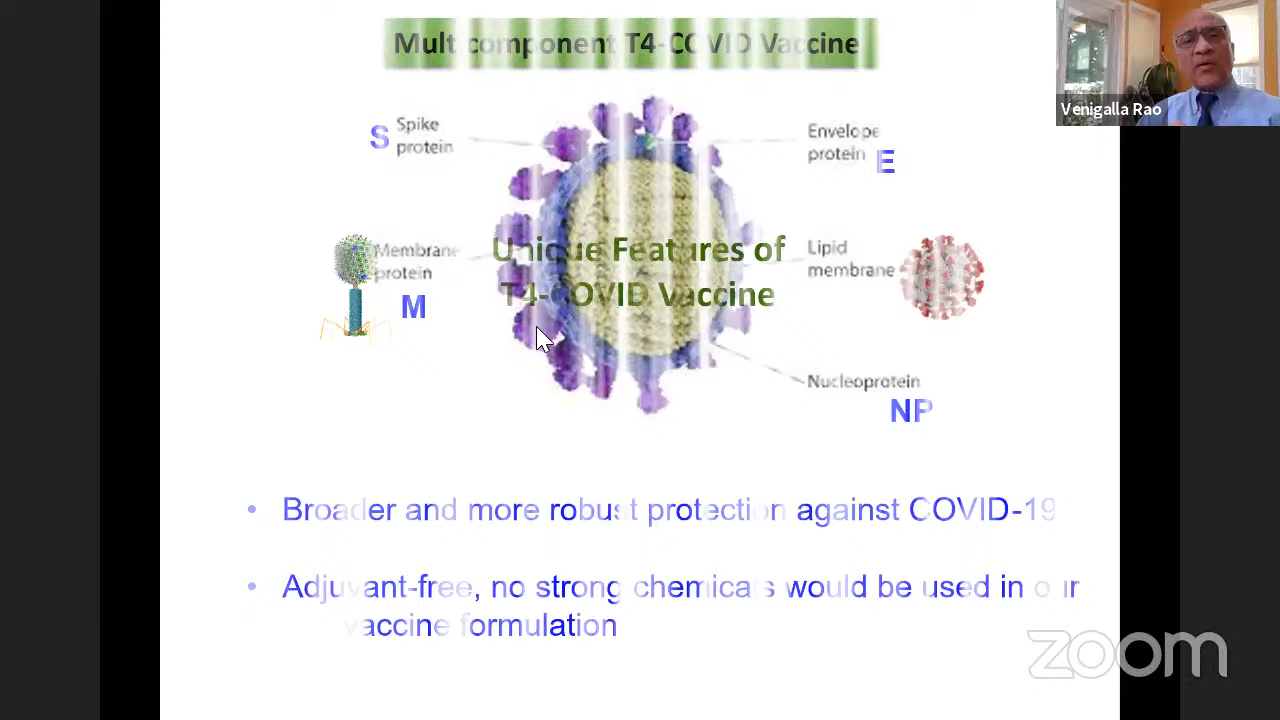 Multicomponent T4-COVID Vaccine
Venigalla Rao
S
Spike
protein
Envelope
protein
E
Membrane
protein
M
Unique Features of
T4-COVID Vaccine
Lipid
membrane
Nucleoprotein
NP
• Broader and more robust protection against COVID-19
• Adjuvant-free, no strong chemicals would be used in our
vaccine formulation
zoom